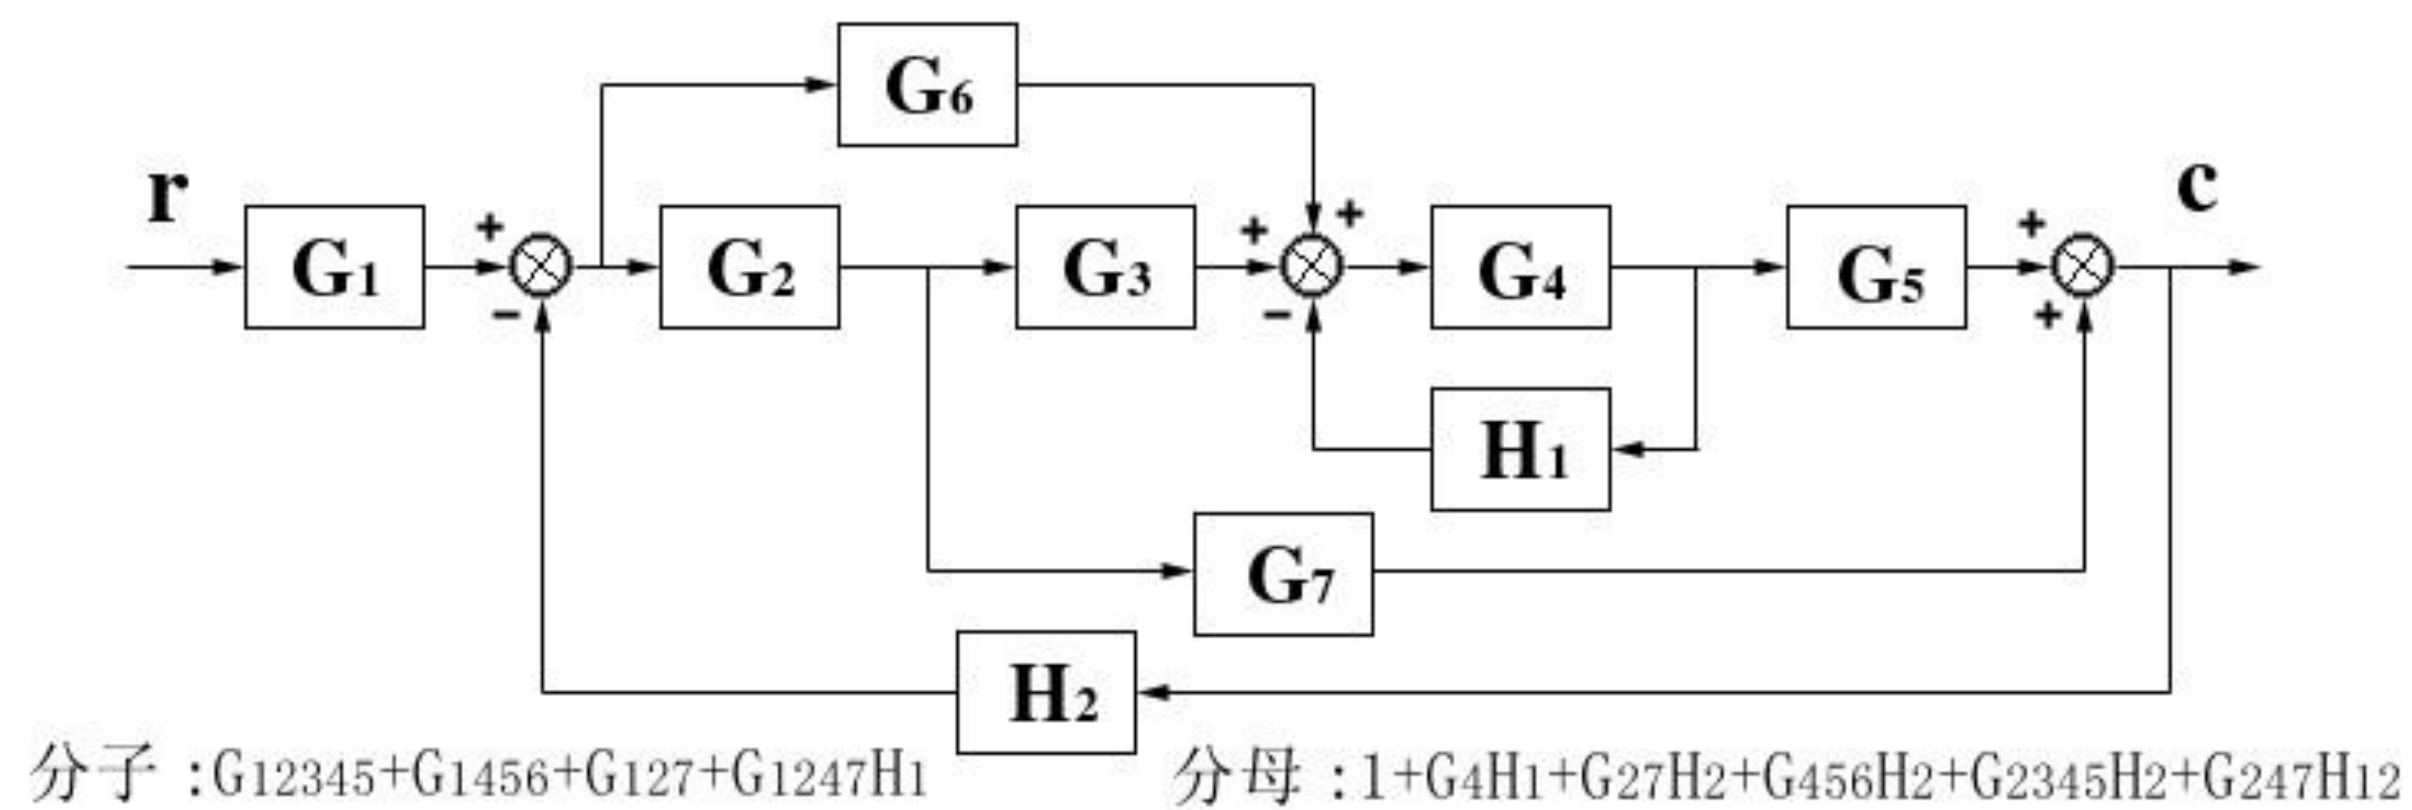 G6
r
c
+
+
+
+
G1
G2
G3
G4
G5
-
-
+
H1
G7
H2
分子:G12345+G1456+G127+G1247H1
分母:1+G4H1+G27H2+G456H2+G2345H2+G247H12